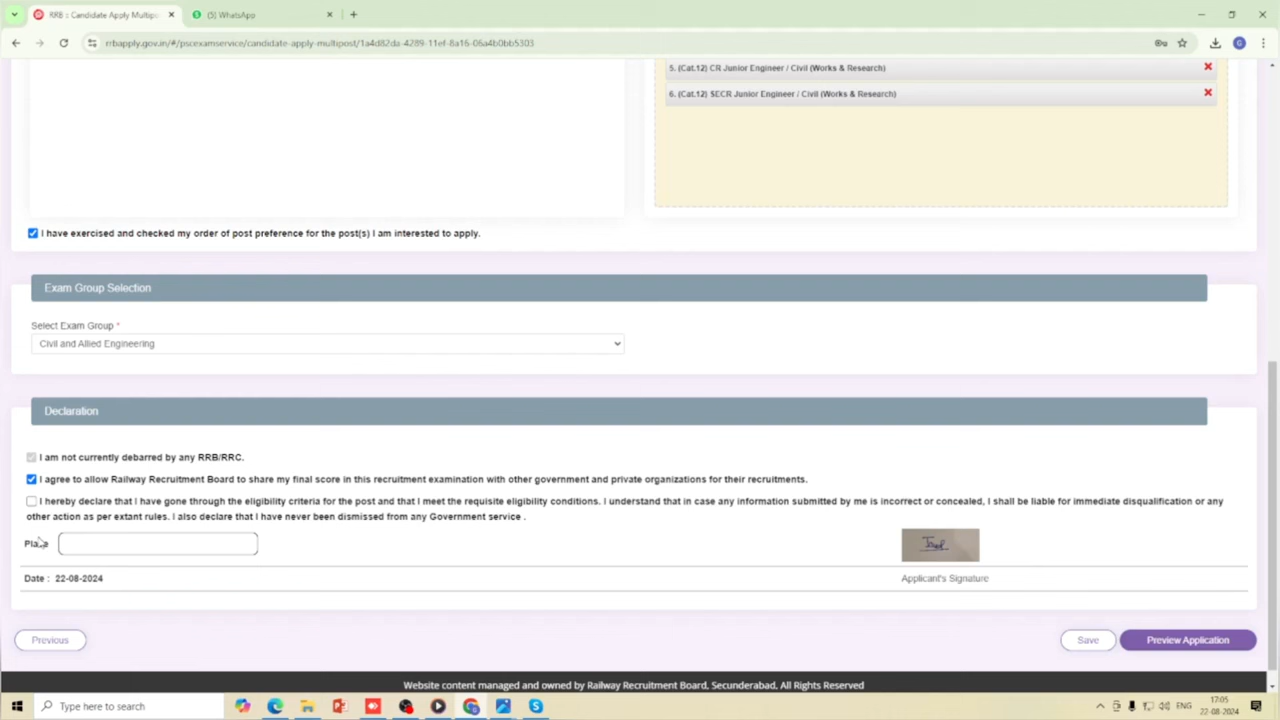 RRB : Candidate Apply Multipo
(5) WhatsApp
rrbapply.gov.in/#/pscexamservice/candidate-apply-multipost/1a4d82da-4289-11ef-8a16-06a4b0bb5303
G
5. (Cat.12) CR Junior Engineer / Civil (Works & Research)
6. (Cat.12) SECR Junior Engineer / Civil (Works & Research)
I have exercised and checked my order of post preference for the post(s) I am interested to apply.
Exam Group Selection
Select Exam Group *
Civil and Allied Engineering
Declaration
I am not currently debarred by any RRB/RRC.
I agree to allow Railway Recruitment Board to share my final score in this recruitment examination with other government and private organizations for their recruitments.
I hereby declare that I have gone through the eligibility criteria for the post and that I meet the requisite eligibility conditions. I understand that in case any information submitted by me is incorrect or concealed, I shall be liable for immediate disqualification or any
other action as per extant rules. I also declare that I have never been dismissed from any Government service .
Place
Date : 22-08-2024
Applicant's Signature
Previous
Save
Preview Application
Website content managed and owned by Railway Recruitment Board, Secunderabad, All Rights Reserved
Type here to search
ENG
17:05
22-08-2024